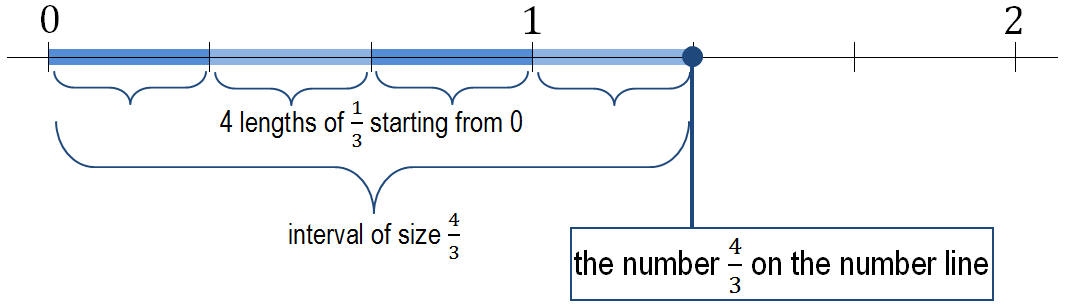 0 1 2
4 lengths of 1/3 starting from 0
interval of size 4/3
the number 4/3 on the number line